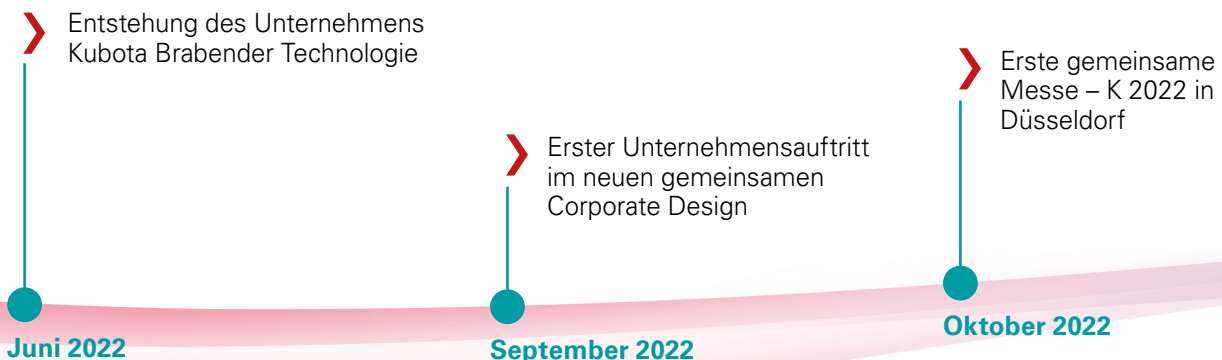 Entstehung des Unternehmens
Kubota Brabender Technologie
Juni 2022
Erster Unternehmensauftritt
im neuen gemeinsamen
Corporate Design
September 2022
Erste gemeinsame
Messe – K 2022 in
Düsseldorf
Oktober 2022